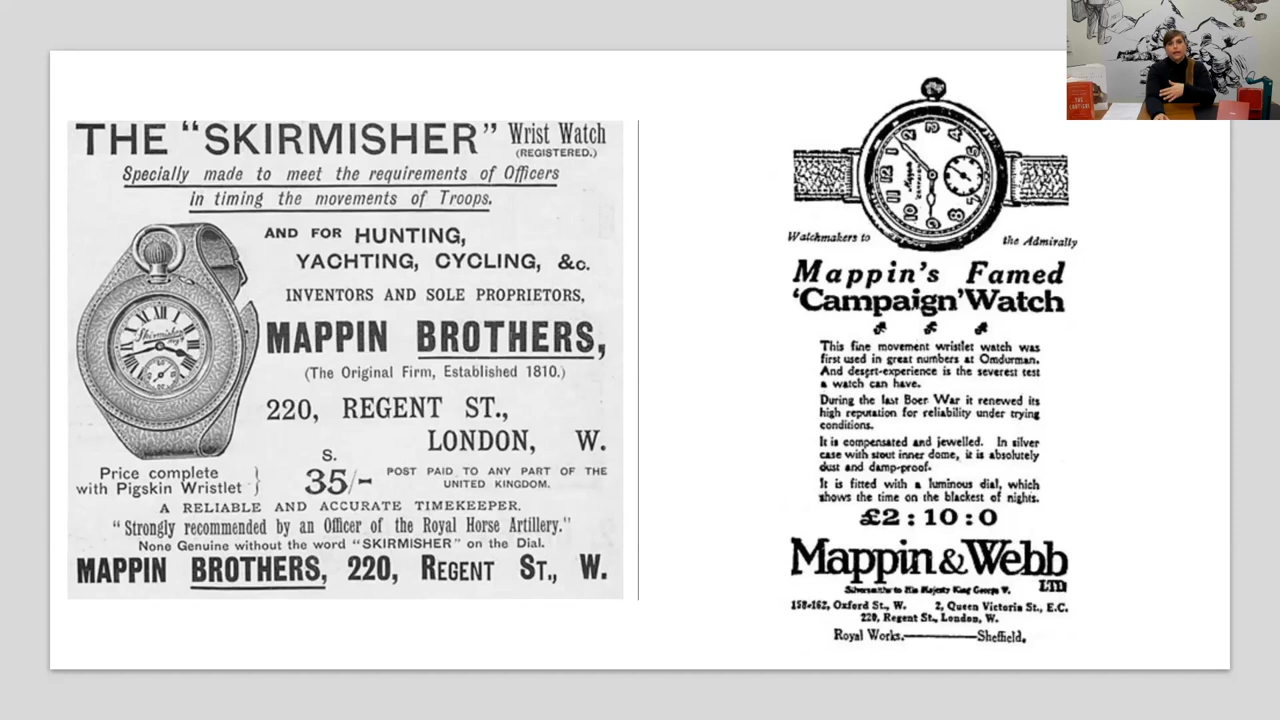 THE "SKIRMISHER" Wrist Watch
(REGISTERED.)
Specially made to meet the requirements of Officers
in timing the movements of Troops.
AND FOR HUNTING,
YACHTING, CYCLING, &c.
INVENTORS AND SOLE PROPRIETORS,
MAPPIN BROTHERS,
(The Original Firm, Established 1810.)
220, REGENT ST.,
LONDON, W.
Skirmisher
Price complete
with Pigskin Wristlet }
S.
35/-
POST PAID TO ANY PART OF THE
UNITED KINGDOM.
A RELIABLE AND ACCURATE TIMEKEEPER.
"Strongly recommended by an Officer of the Royal Horse Artillery."
None Genuine without the word "SKIRMISHER" on the Dial.
MAPPIN BROTHERS, 220, REGENT ST., W.
Mappin
CAMPAIGN
Watchmakers to the Admiralty
Mappin's Famed
'Campaign' Watch
This fine movement wristlet watch was
first used in great numbers at Omdurman.
And desert-experience is the severest test
a watch can have.
During the last Boer War it renewed its
high reputation for reliability under trying
conditions.
It is compensated and jewelled. In silver
case with stout inner dome, it is absolutely
dust and damp-proof.
It is fitted with a luminous dial, which
shows the time on the blackest of nights.
£2:10:0
Mappin & Webb
LTD
Silversmiths to His Majesty King George V.
158-162, Oxford St., W. 2, Queen Victoria St., E.C.
220, Regent St., London, W.
Royal Works. Sheffield.